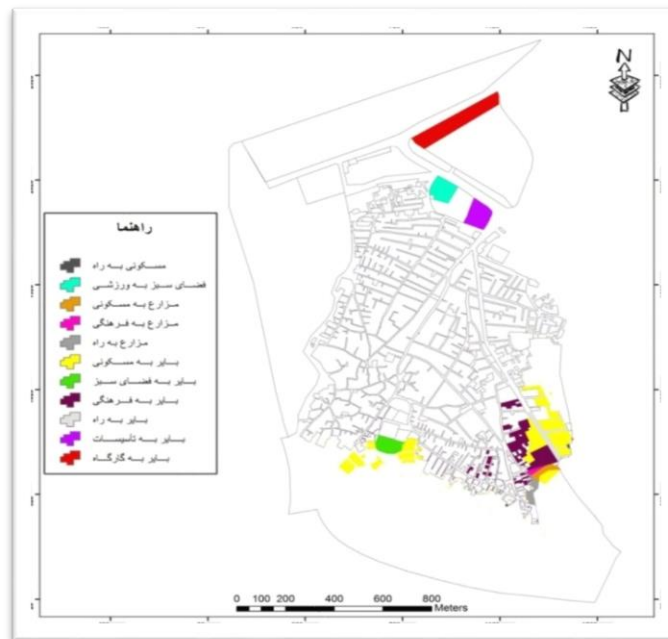 N
راهنما
مسکونی به راه
فضای سبز به ورزشی
مزارع به مسکونی
مزارع به فرهنگی
مزارع به راه
بایر به مسکونی
بایر به فضای سبز
بایر به فرهنگی
بایر به راه
بایر به تأسیسات
بایر به کارگاه
0 100 200 400 600 800
Meters